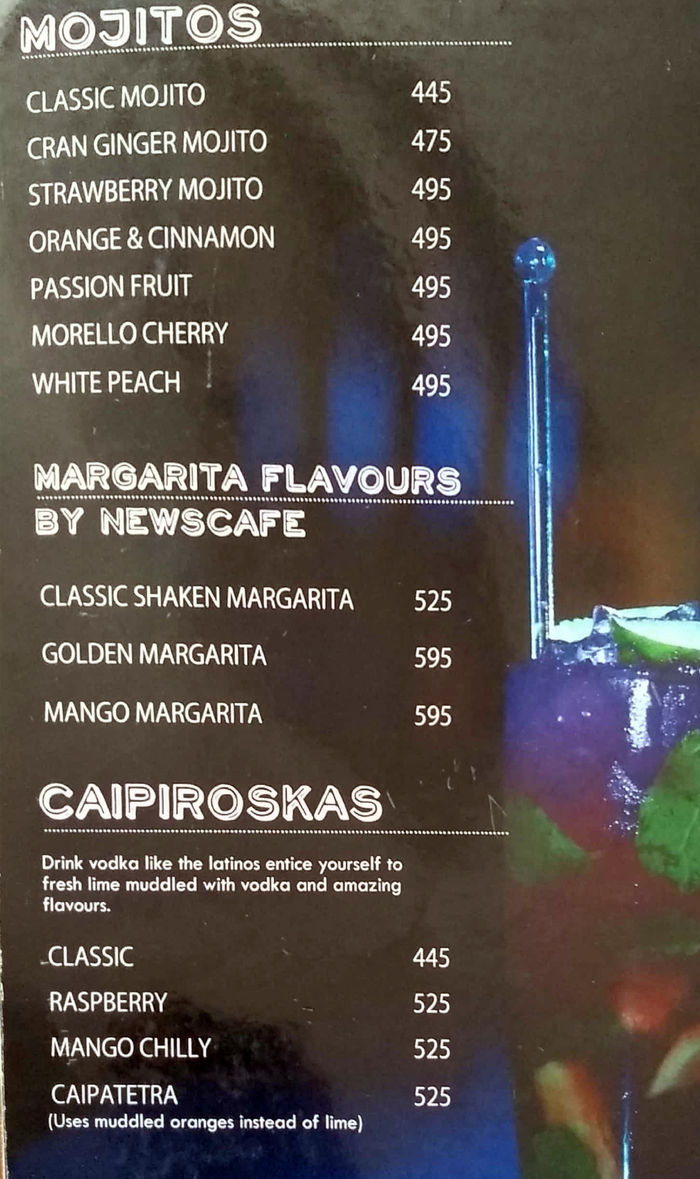 MOJITOS
CLASSIC MOJITO 445
CRAN GINGER MOJITO 475
STRAWBERRY MOJITO 495
ORANGE & CINNAMON 495
PASSION FRUIT 495
MORELLO CHERRY 495
WHITE PEACH 495
MARGARITA FLAVOURS
BY NEWSCAFE
CLASSIC SHAKEN MARGARITA 525
GOLDEN MARGARITA 595
MANGO MARGARITA 595
CAIPIROSKAS
Drink vodka like the latinos entice yourself to
fresh lime muddled with vodka and amazing
flavours.
CLASSIC 445
RASPBERRY 525
MANGO CHILLY 525
CAIPATETRA 525
(Uses muddled oranges instead of lime)